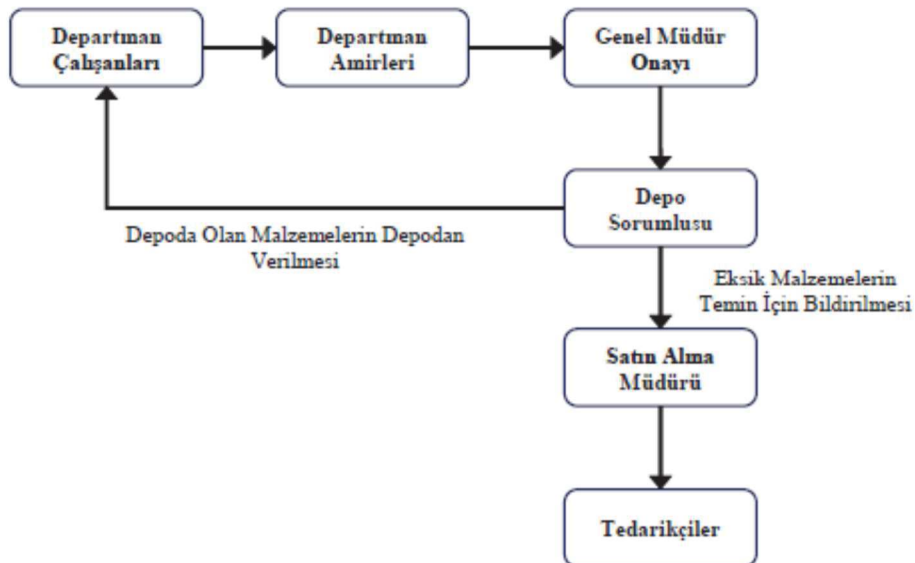 Departman
Çalışanları
Departman
Amirleri
Genel Müdür
Onayı
Depo
Sorumlusu
Depoda Olan Malzemelerin Depodan
Verilmesi
Eksik Malzemelerin
Temin İçin Bildirilmesi
Satın Alma
Müdürü
Tedarikçiler